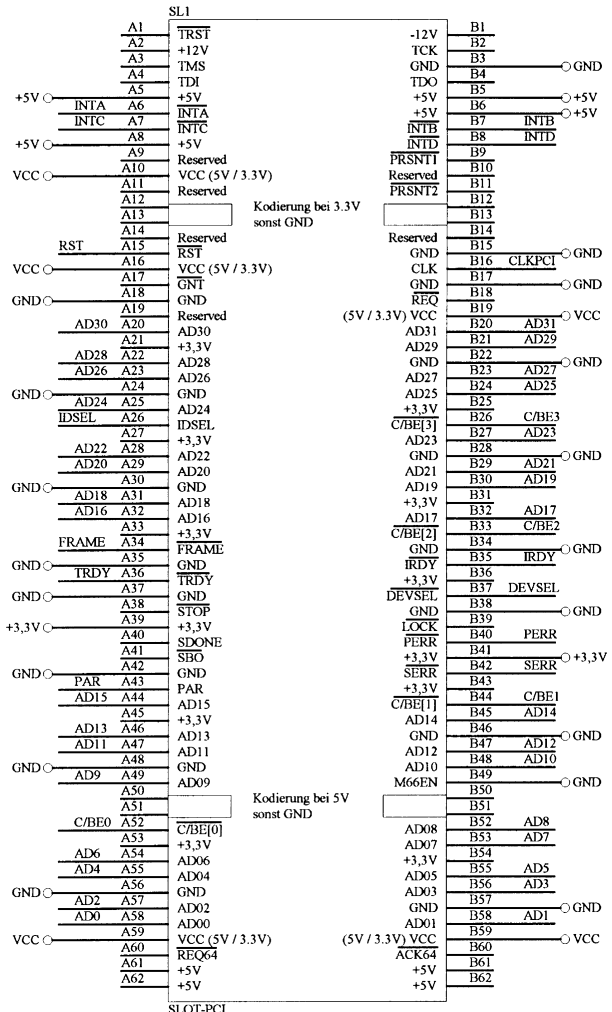 SL1
A1 TRST -12V B1
A2 +12V TCK B2
A3 TMS GND B3 GND
A4 TDI TDO B4
+5V A5 +5V +5V B5 +5V
INTA A6 INTA +5V B6 +5V
INTC A7 INTC INTB B7 INTB
+5V A8 +5V INTD B8 INTD
A9 Reserved PRSNT1 B9
VCC A10 VCC (5V / 3.3V) Reserved B10
A11 Reserved PRSNT2 B11
A12 Kodierung bei 3.3V B12
A13 sonst GND B13
A14 Reserved Reserved B14
RST A15 RST GND B15 GND
VCC A16 VCC (5V / 3.3V) CLK B16 CLKPCI
A17 GNT GND B17 GND
GND A18 GND REQ B18
A19 Reserved (5V / 3.3V) VCC B19 VCC
AD30 A20 AD30 AD31 B20 AD31
A21 +3,3V AD29 B21 AD29
AD28 A22 AD28 GND B22 GND
AD26 A23 AD26 AD27 B23 AD27
GND A24 GND AD25 B24 AD25
AD24 A25 AD24 +3,3V B25
IDSEL A26 IDSEL C/BE[3] B26 C/BE3
A27 +3,3V AD23 B27 AD23
AD22 A28 AD22 GND B28 GND
AD20 A29 AD20 AD21 B29 AD21
GND A30 GND AD19 B30 AD19
AD18 A31 AD18 +3,3V B31
AD16 A32 AD16 AD17 B32 AD17
A33 +3,3V C/BE[2] B33 C/BE2
FRAME A34 FRAME GND B34 GND
GND A35 GND IRDY B35 IRDY
TRDY A36 TRDY +3,3V B36
GND A37 GND DEVSEL B37 DEVSEL
A38 STOP GND B38 GND
+3,3V A39 +3,3V LOCK B39
A40 SDONE PERR B40 PERR
A41 SBO +3,3V B41 +3,3V
GND A42 GND SERR B42 SERR
PAR A43 PAR +3,3V B43
AD15 A44 AD15 C/BE[1] B44 C/BE1
A45 +3,3V AD14 B45 AD14
AD13 A46 AD13 GND B46 GND
AD11 A47 AD11 AD12 B47 AD12
GND A48 GND AD10 B48 AD10
AD9 A49 AD09 M66EN B49 GND
A50 Kodierung bei 5V B50
A51 sonst GND B51
C/BE0 A52 C/BE[0] AD08 B52 AD8
A53 +3,3V AD07 B53 AD7
AD6 A54 AD06 +3,3V B54
AD4 A55 AD04 AD05 B55 AD5
GND A56 GND AD03 B56 AD3
AD2 A57 AD02 GND B57 GND
AD0 A58 AD00 AD01 B58 AD1
VCC A59 VCC (5V / 3.3V) (5V / 3.3V) VCC B59 VCC
A60 REQ64 ACK64 B60
A61 +5V +5V B61
A62 +5V +5V B62
SLOT-PCI